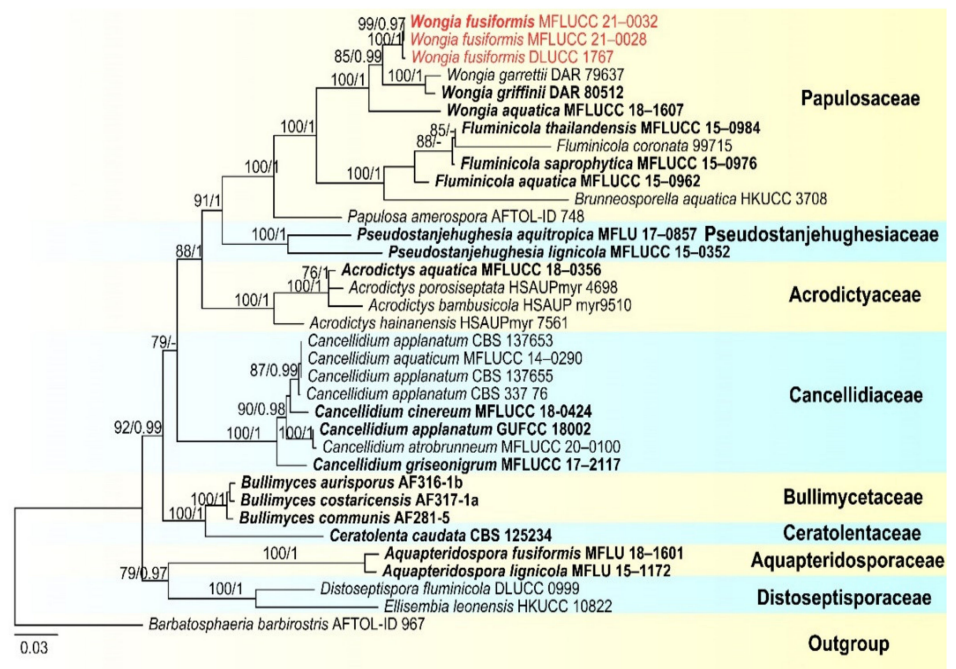 99/0.97
Wongia fusiformis MFLUCC 21–0032
100/1
Wongia fusiformis MFLUCC 21–0028
Wongia fusiformis DLUCC 1767
85/0.99
100/1
Wongia garrettii DAR 79637
Wongia griffinii DAR 80512
100/1
Wongia aquatica MFLUCC 18–1607
Papulosaceae
100/1
85/-
Fluminicola thailandensis MFLUCC 15–0984
88/-
Fluminicola coronata 99715
Fluminicola saprophytica MFLUCC 15–0976
100/1
100/1
Fluminicola aquatica MFLUCC 15–0962
Brunneosporella aquatica HKUCC 3708
91/1
Papulosa amerospora AFTOL-ID 748
100/1
Pseudostanjehughesia aquitropica MFLU 17–0857
Pseudostanjehughesiaceae
88/1
Pseudostanjehughesia lignicola MFLUCC 15–0352
76/1
Acrodictys aquatica MFLUCC 18–0356
100/1
Acrodictys porosiseptata HSAUPmyr 4698
Acrodictyaceae
100/1
Acrodictys bambusicola HSAUP myr9510
Acrodictys hainanensis HSAUPmyr 7561
79/-
Cancellidium applanatum CBS 137653
Cancellidium aquaticum MFLUCC 14–0290
87/0.99
Cancellidium applanatum CBS 137655
Cancellidium applanatum CBS 337 76
Cancellidiaceae
90/0.98
Cancellidium cinereum MFLUCC 18-0424
92/0.99
100/1
100/1
Cancellidium applanatum GUFCC 18002
Cancellidium atrobrunneum MFLUCC 20–0100
Cancellidium griseonigrum MFLUCC 17–2117
Bullimyces aurisporus AF316-1b
100/1
Bullimyces costaricensis AF317-1a
Bullimycetaceae
100/1
Bullimyces communis AF281-5
Ceratolenta caudata CBS 125234
Ceratolentaceae
100/1
Aquapteridospora fusiformis MFLU 18–1601
Aquapteridosporaceae
79/0.97
Aquapteridospora lignicola MFLU 15–1172
100/1
Distoseptispora fluminicola DLUCC 0999
Distoseptisporaceae
Ellisembia leonensis HKUCC 10822
Barbatosphaeria barbirostris AFTOL-ID 967
0.03
Outgroup